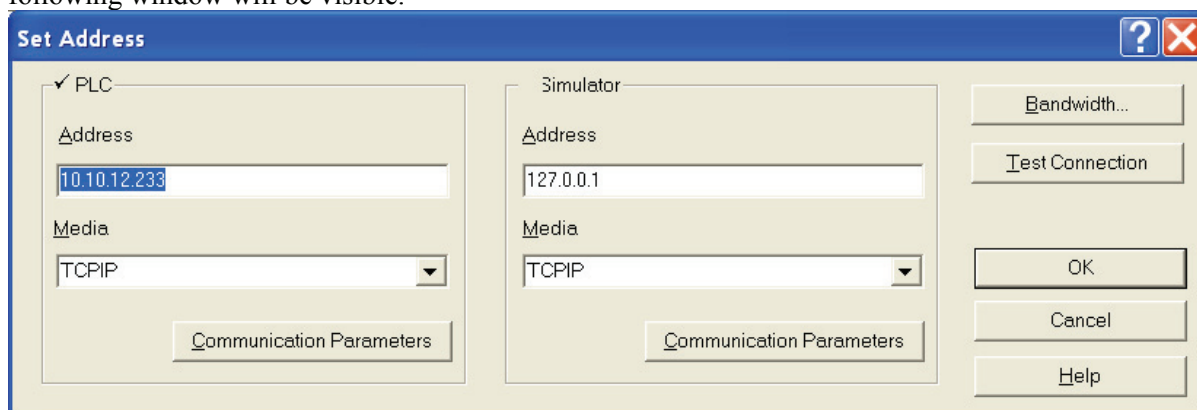 following window will be visible.
Set Address
PLC
Address
10.10.12.233
Media
TCPIP
Communication Parameters
Simulator
Address
127.0.0.1
Media
TCPIP
Communication Parameters
Bandwidth...
Test Connection
OK
Cancel
Help